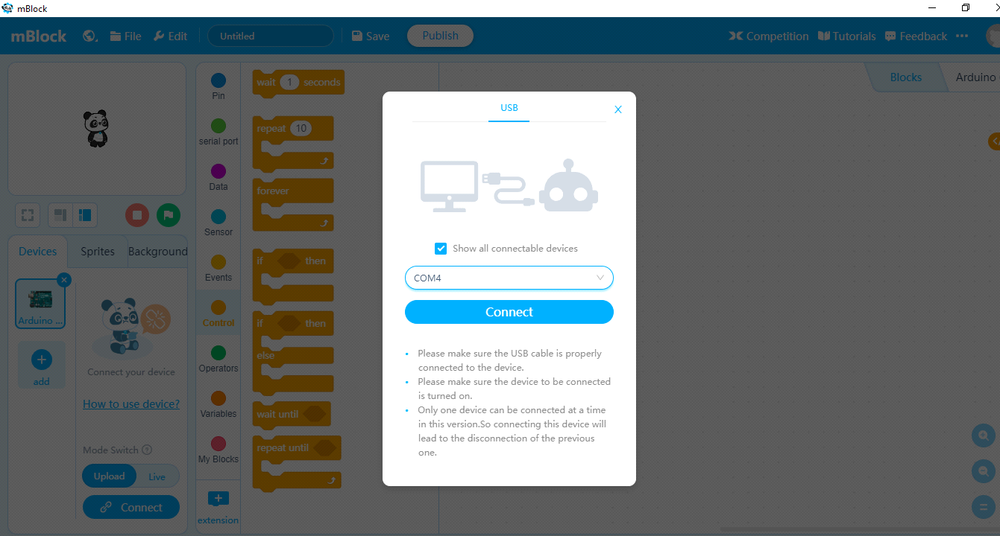 mBlock
mBlock File Edit Untitled Save Publish Competition Tutorials Feedback
Blocks Arduino
Pin
serial port
Data
Sensor
Events
Control
Operators
Variables
My Blocks
extension
wait 1 seconds
repeat 10
forever
if then
if then
else
wait until
repeat until
Devices Sprites Background
Arduino ...
add
Connect your device
How to use device?
Mode Switch ?
Upload Live
Connect
USB
Show all connectable devices
COM4
Connect
Please make sure the USB cable is properly
connected to the device.
Please make sure the device to be connected
is turned on.
Only one device can be connected at a time
in this version.So connecting this device will
lead to the disconnection of the previous
one.